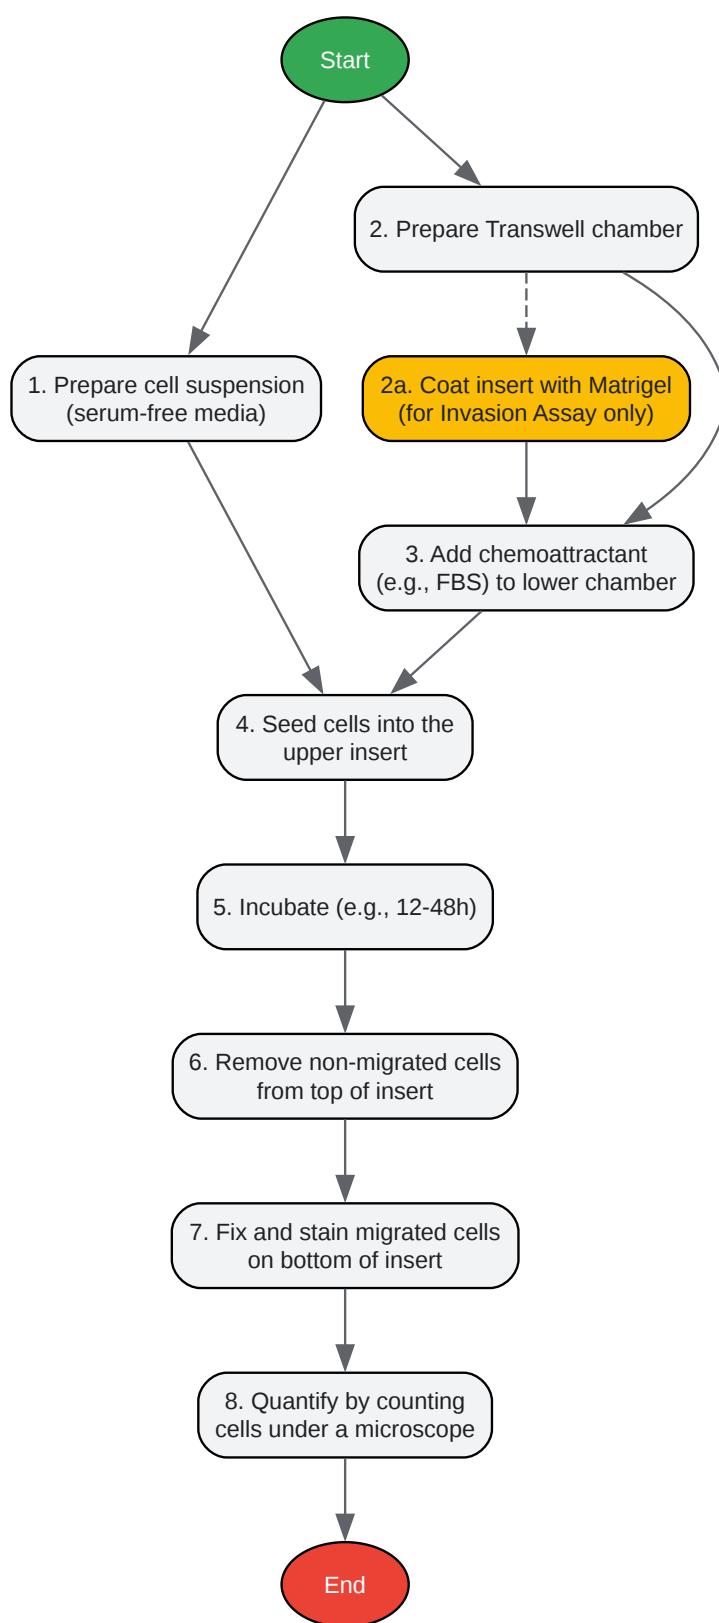 Start
2. Prepare Transwell chamber
1. Prepare cell suspension
(serum-free media)
2a. Coat insert with Matrigel
(for Invasion Assay only)
3. Add chemoattractant
(e.g., FBS) to lower chamber
4. Seed cells into the
upper insert
5. Incubate (e.g., 12-48h)
6. Remove non-migrated cells
from top of insert
7. Fix and stain migrated cells
on bottom of insert
8. Quantify by counting
cells under a microscope
End